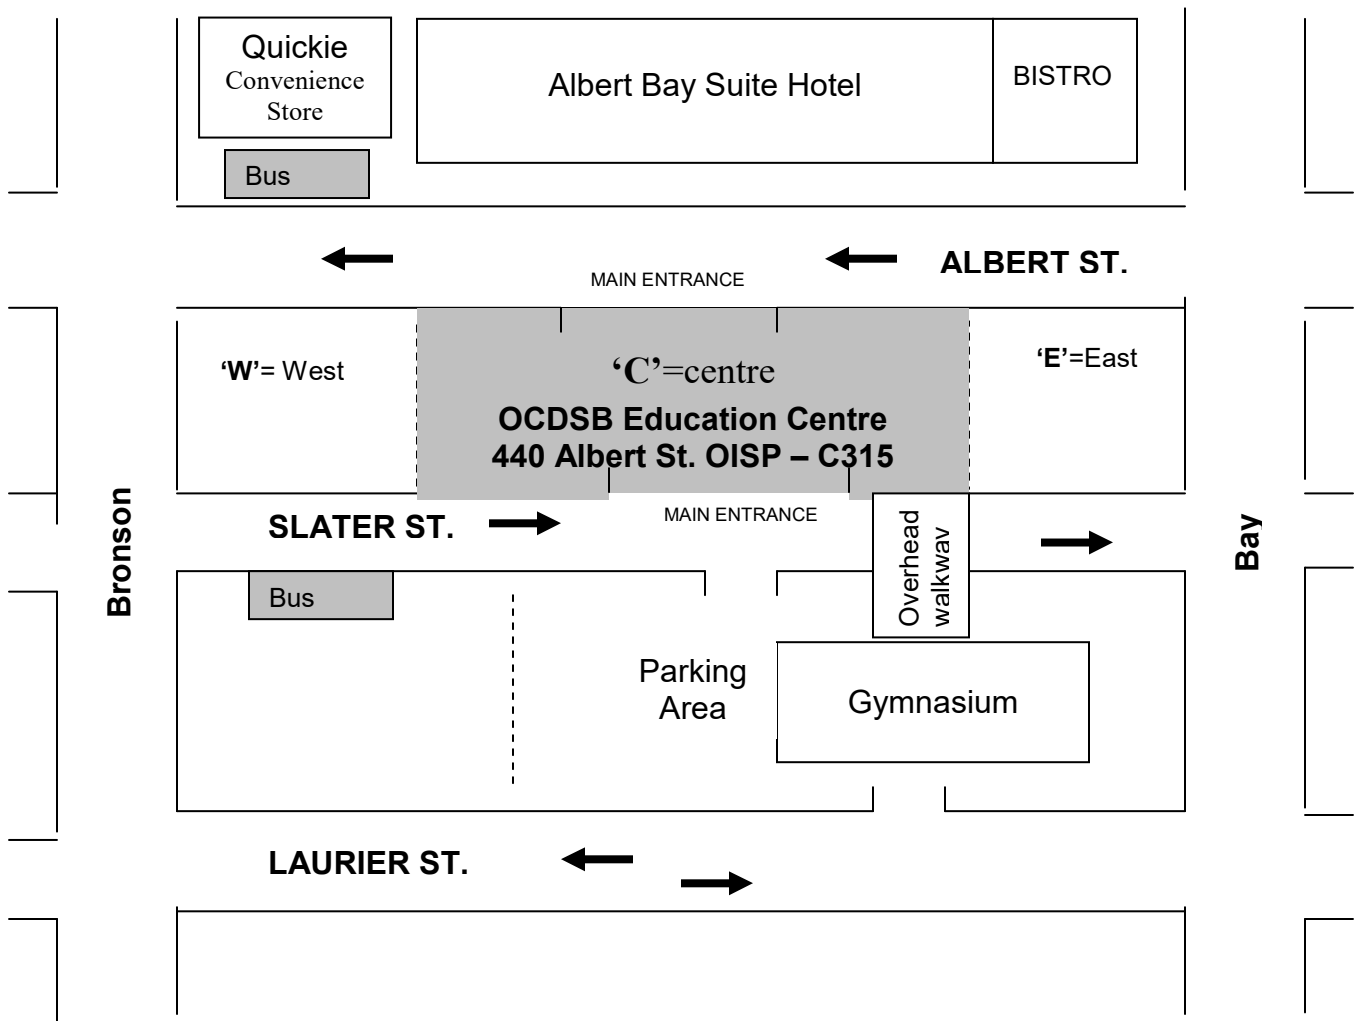 Quickie
Convenience
Store
Albert Bay Suite Hotel
BISTRO
Bus
ALBERT ST.
MAIN ENTRANCE
‘W’= West
‘C’=centre
‘E’=East
OCDSB Education Centre
440 Albert St. OISP – C315
SLATER ST.
MAIN ENTRANCE
Overhead
walkway
Bronson
Bay
Bus
Parking
Area
Gymnasium
LAURIER ST.